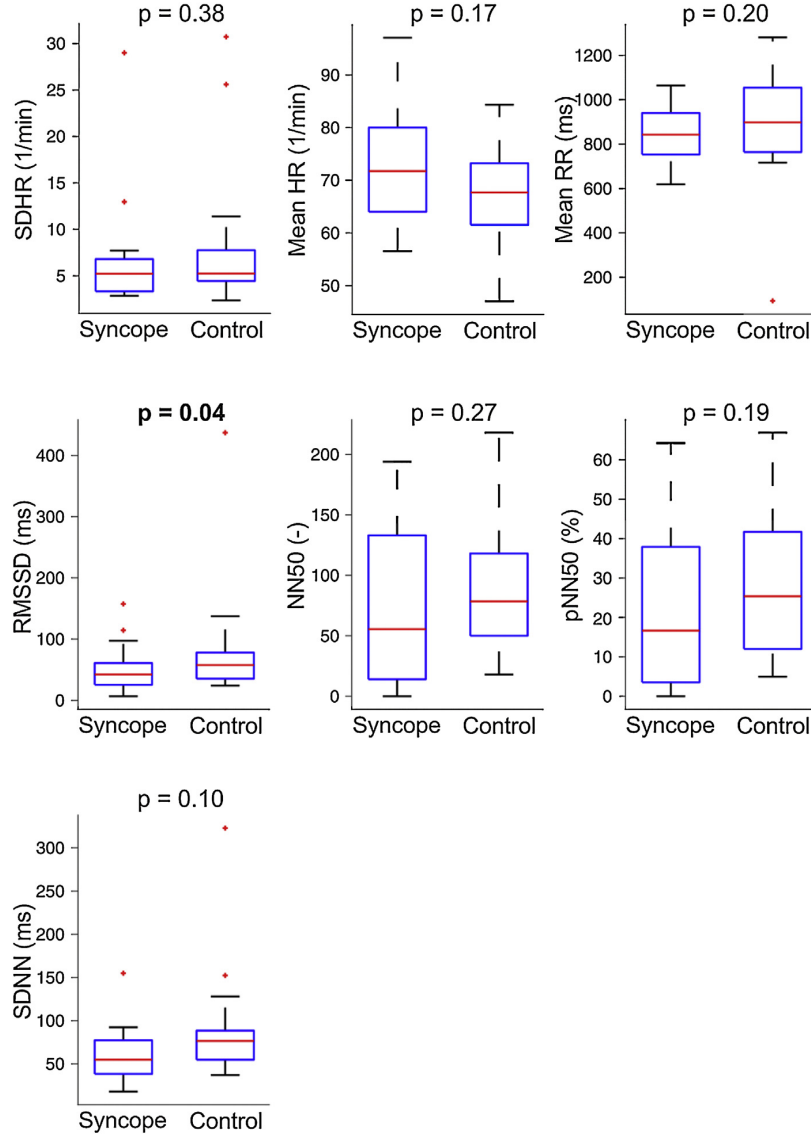 p = 0.38
SDHR (1/min)
30
25
20
15
10
5
Syncope
Control
p = 0.17
Mean HR (1/min)
90
80
70
60
50
Syncope
Control
p = 0.20
Mean RR (ms)
1200
1000
800
600
400
200
Syncope
Control
p = 0.04
RMSSD (ms)
400
300
200
100
0
Syncope
Control
p = 0.27
NN50 (-)
200
150
100
50
0
Syncope
Control
p = 0.19
pNN50 (%)
60
50
40
30
20
10
0
Syncope
Control
p = 0.10
SDNN (ms)
300
250
200
150
100
50
Syncope
Control